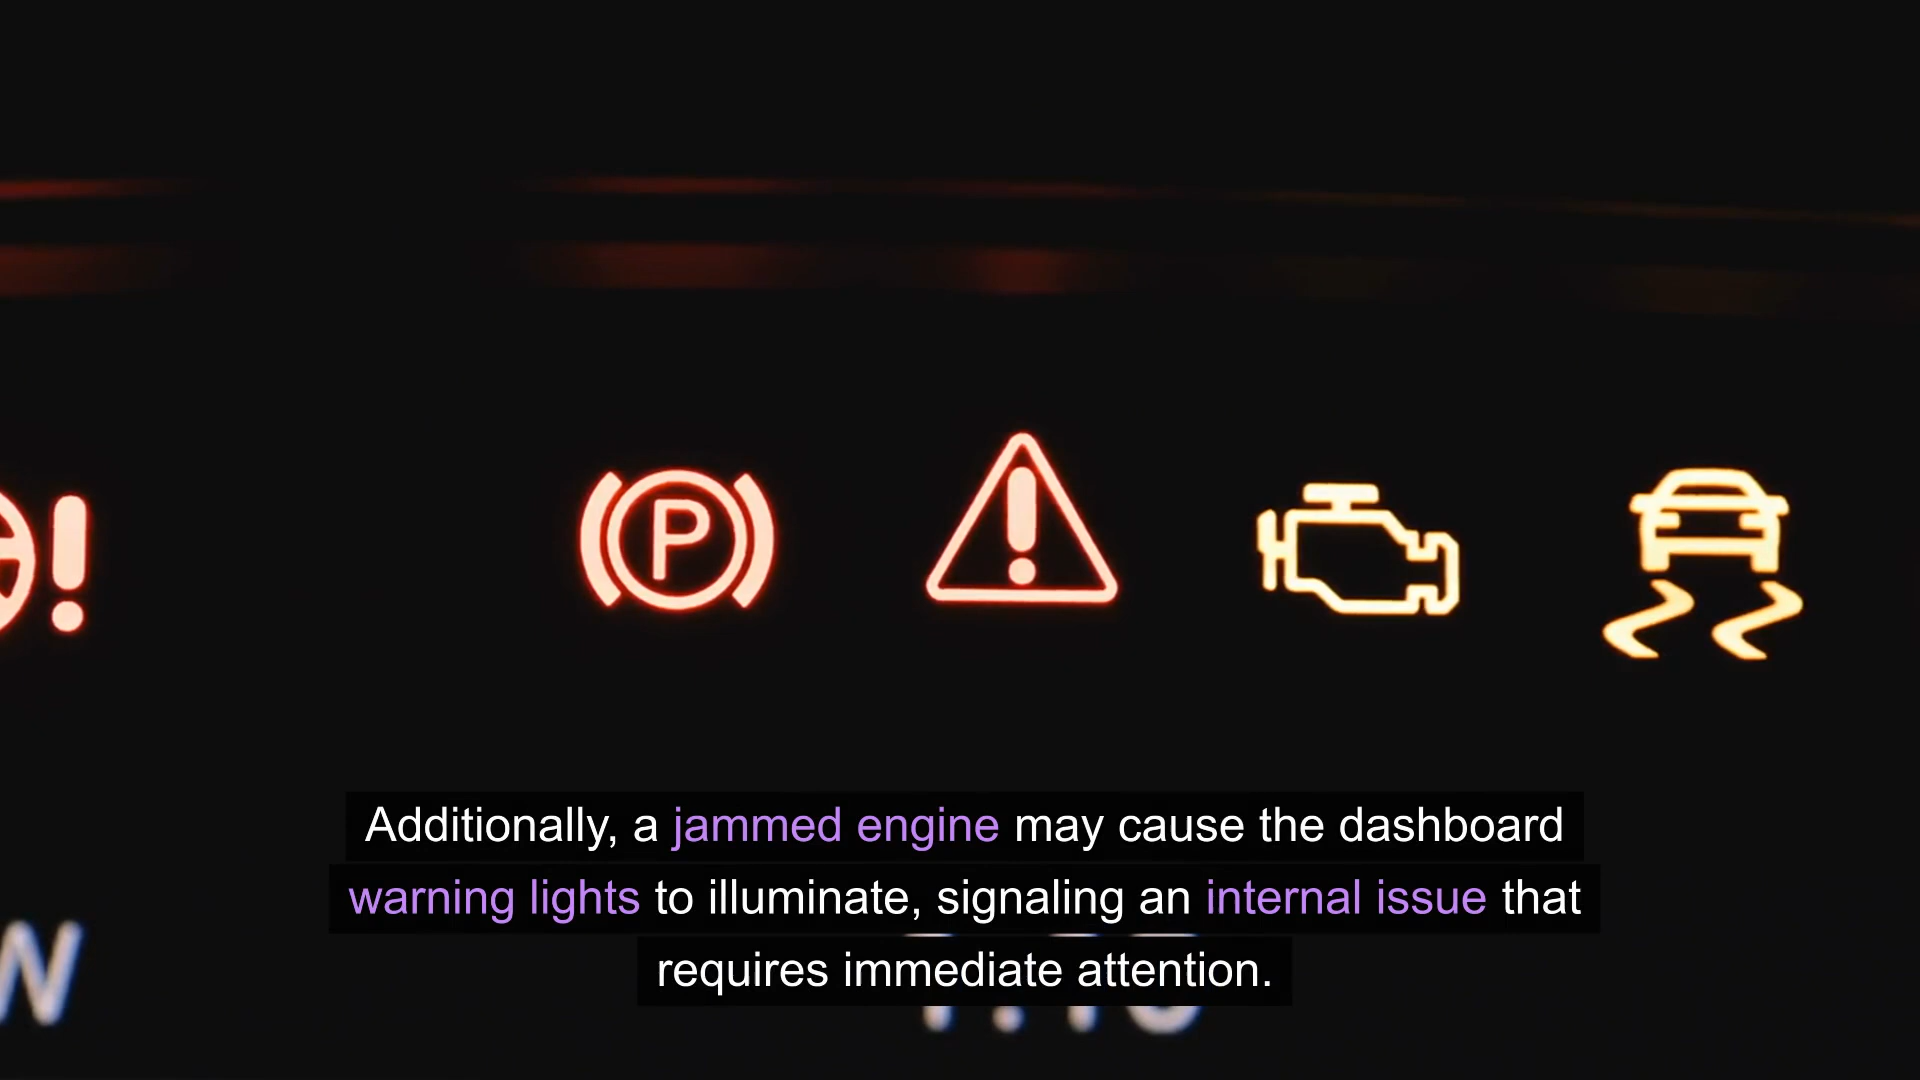 P
Additionally, a jammed engine may cause the dashboard
warning lights to illuminate, signaling an internal issue that
requires immediate attention.